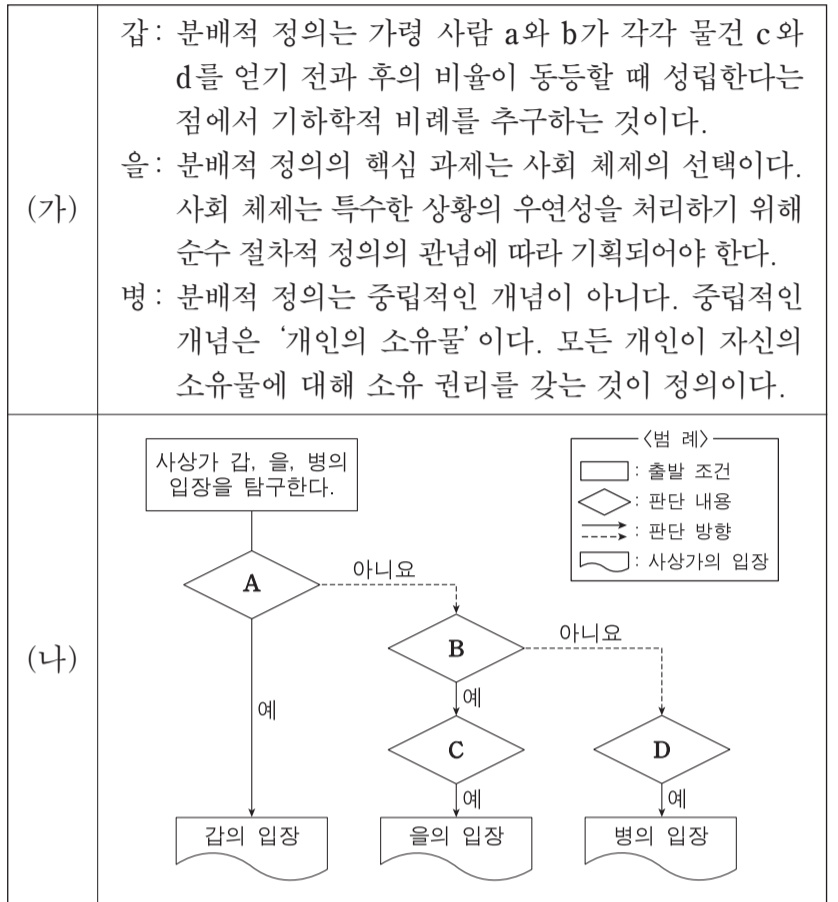 (가)
갑: 분배적 정의는 가령 사람 a와 b가 각각 물건 c와
d를 얻기 전과 후의 비율이 동등할 때 성립한다는
점에서 기하학적 비례를 추구하는 것이다.
을: 분배적 정의의 핵심 과제는 사회 체제의 선택이다.
사회 체제는 특수한 상황의 우연성을 처리하기 위해
순수 절차적 정의의 관념에 따라 기획되어야 한다.
병: 분배적 정의는 중립적인 개념이 아니다. 중립적인
개념은 ‘개인의 소유물’이다. 모든 개인이 자신의
소유물에 대해 소유 권리를 갖는 것이 정의이다.
(나)
사상가 갑, 을, 병의
입장을 탐구한다.
〈범 례〉
: 출발 조건
: 판단 내용
: 판단 방향
: 사상가의 입장
A
아니요
B
아니요
예
예
C
D
예
예
갑의 입장
을의 입장
병의 입장